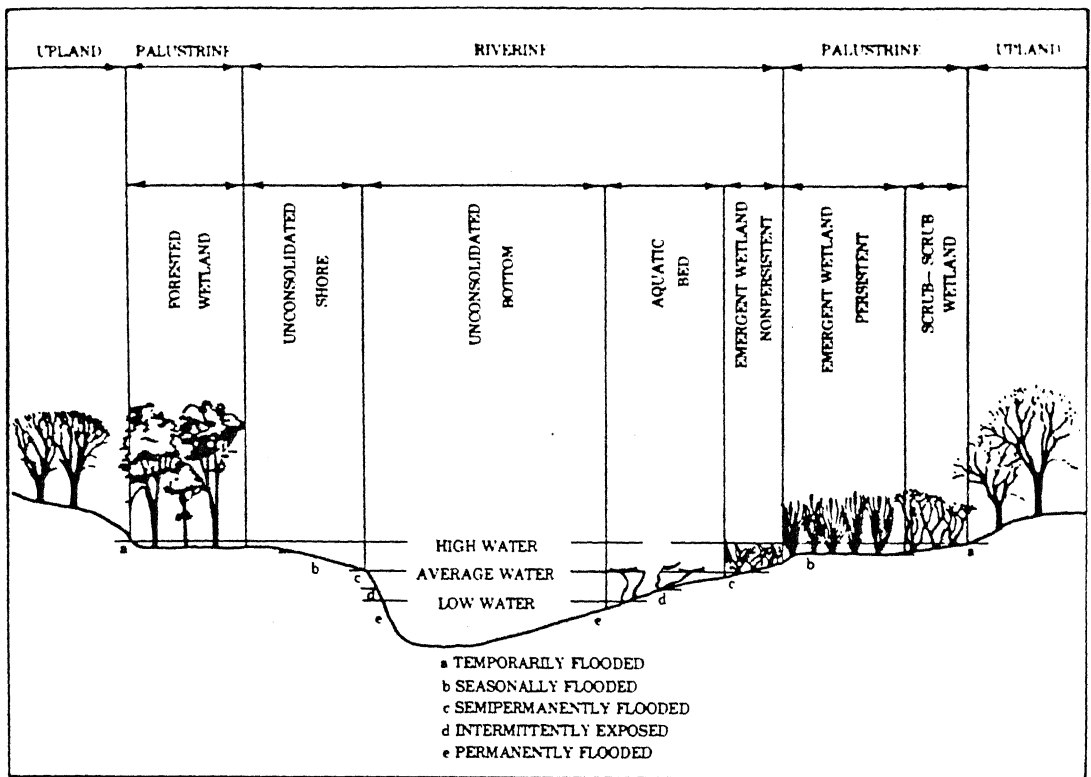 UPLAND PALUSTRINE RIVERINE PALUSTRINE UPLAND
FORESTED
WETLAND
UNCONSOLIDATED
SHORE
UNCONSOLIDATED
BOTTOM
AQUATIC
BED
EMERGENT WETLAND
NONPERSISTENT
EMERGENT WETLAND
PERSISTENT
SCRUB–SCRUB
WETLAND
HIGH WATER
AVERAGE WATER
LOW WATER
a
b
c
d
e
e
d
c
b
a
a TEMPORARILY FLOODED
b SEASONALLY FLOODED
c SEMIPERMANENTLY FLOODED
d INTERMITTENTLY EXPOSED
e PERMANENTLY FLOODED